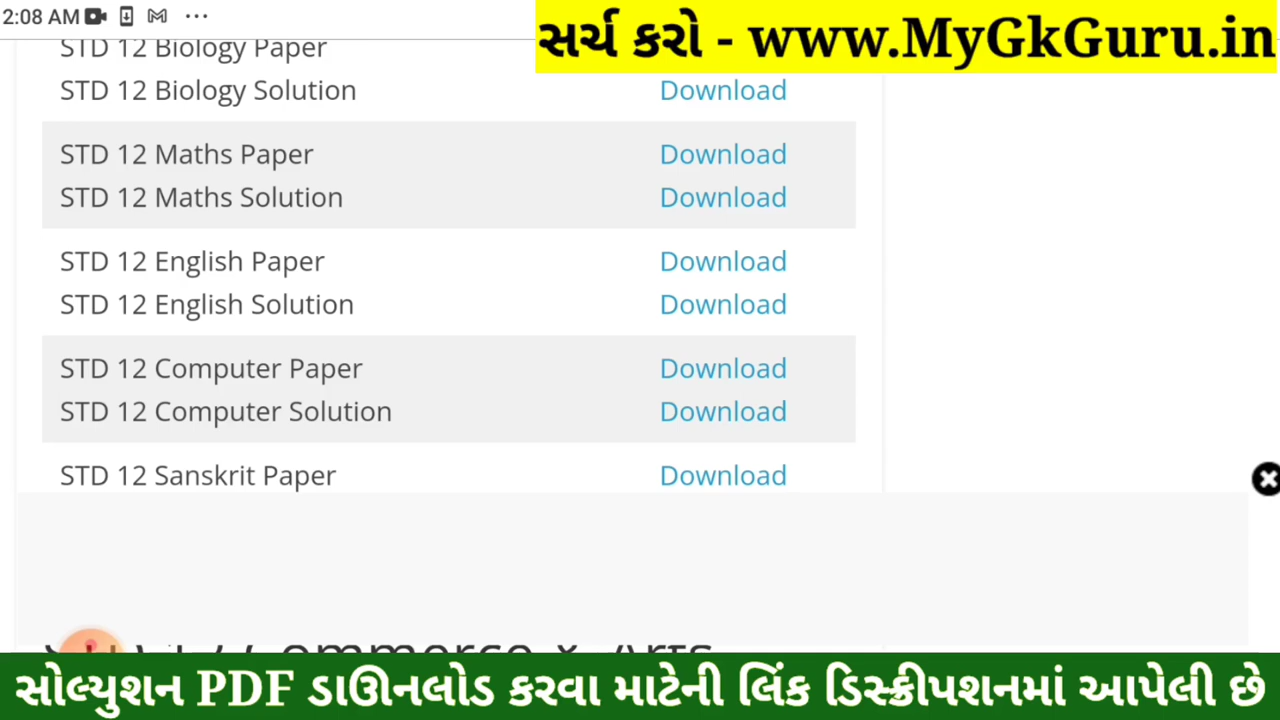 2:08 AM
સર્ચ કરો - www.MyGkGuru.in
STD 12 Biology Paper
STD 12 Biology Solution Download
STD 12 Maths Paper Download
STD 12 Maths Solution Download
STD 12 English Paper Download
STD 12 English Solution Download
STD 12 Computer Paper Download
STD 12 Computer Solution Download
STD 12 Sanskrit Paper Download
સોલ્યુશન PDF ડાઊનલોડ કરવા માટેની લિંક ડિસ્ક્રીપશનમાં આપેલી છે